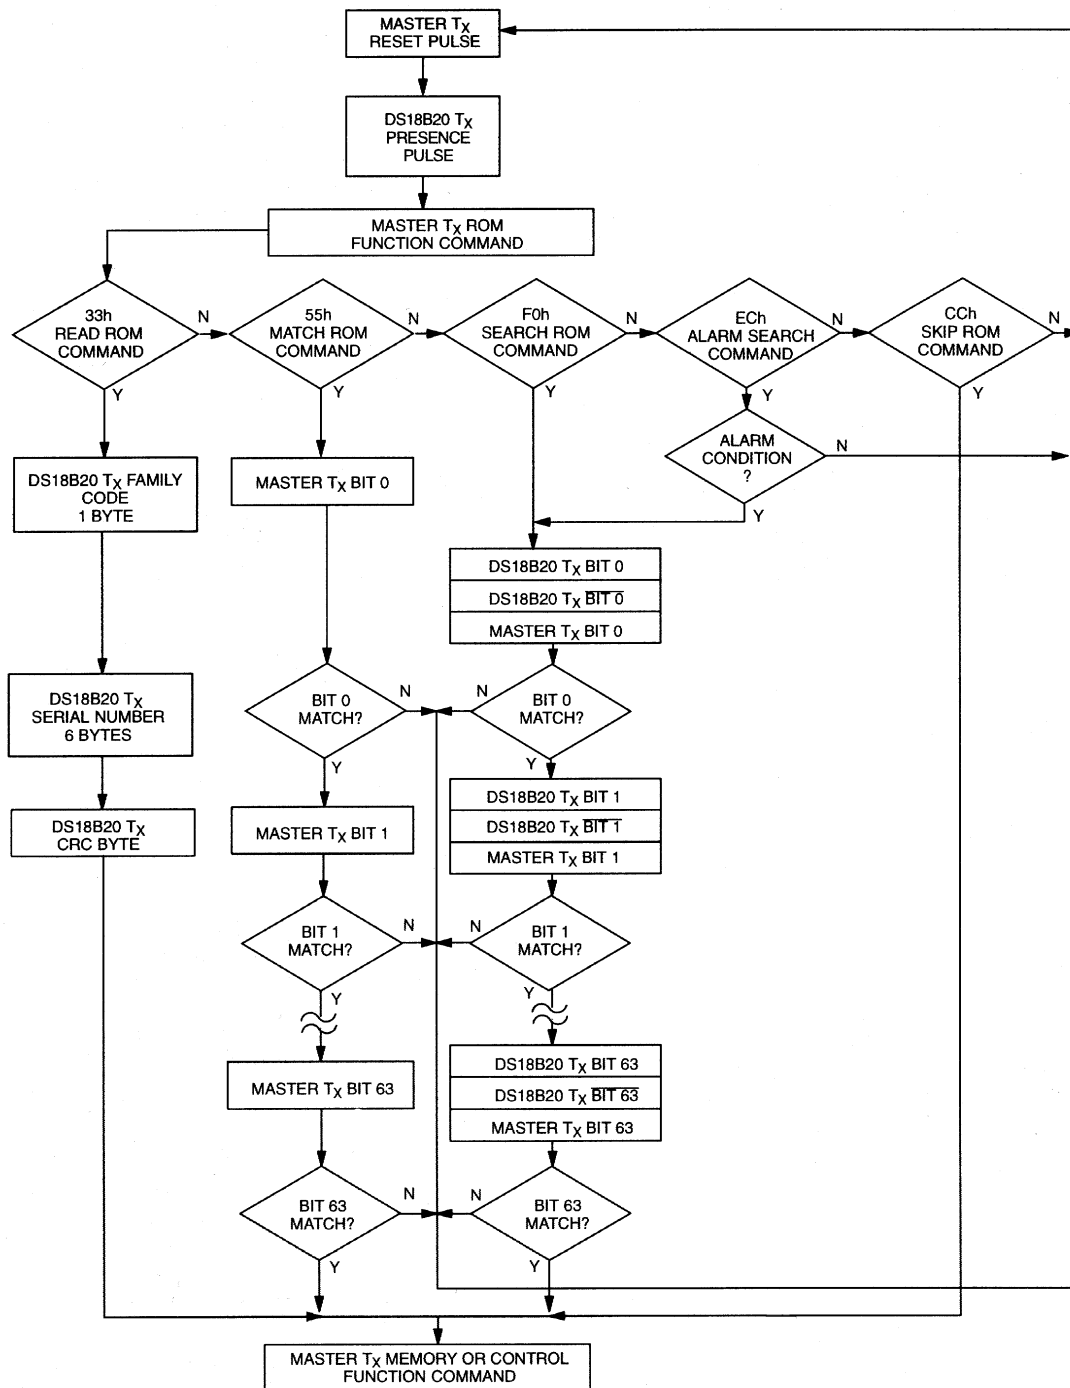 MASTER TX
RESET PULSE
DS18B20 TX
PRESENCE
PULSE
MASTER TX ROM
FUNCTION COMMAND
33h
READ ROM
COMMAND
N
Y
55h
MATCH ROM
COMMAND
N
Y
F0h
SEARCH ROM
COMMAND
N
Y
ECh
ALARM SEARCH
COMMAND
N
Y
CCh
SKIP ROM
COMMAND
N
Y
ALARM
CONDITION
?
N
Y
DS18B20 TX FAMILY
CODE
1 BYTE
DS18B20 TX
SERIAL NUMBER
6 BYTES
DS18B20 TX
CRC BYTE
MASTER TX BIT 0
BIT 0
MATCH?
N
Y
MASTER TX BIT 1
BIT 1
MATCH?
N
Y
MASTER TX BIT 63
BIT 63
MATCH?
N
Y
DS18B20 TX BIT 0
DS18B20 TX BIT 0
MASTER TX BIT 0
BIT 0
MATCH?
N
Y
DS18B20 TX BIT 1
DS18B20 TX BIT 1
MASTER TX BIT 1
BIT 1
MATCH?
N
Y
DS18B20 TX BIT 63
DS18B20 TX BIT 63
MASTER TX BIT 63
BIT 63
MATCH?
N
Y
MASTER TX MEMORY OR CONTROL
FUNCTION COMMAND